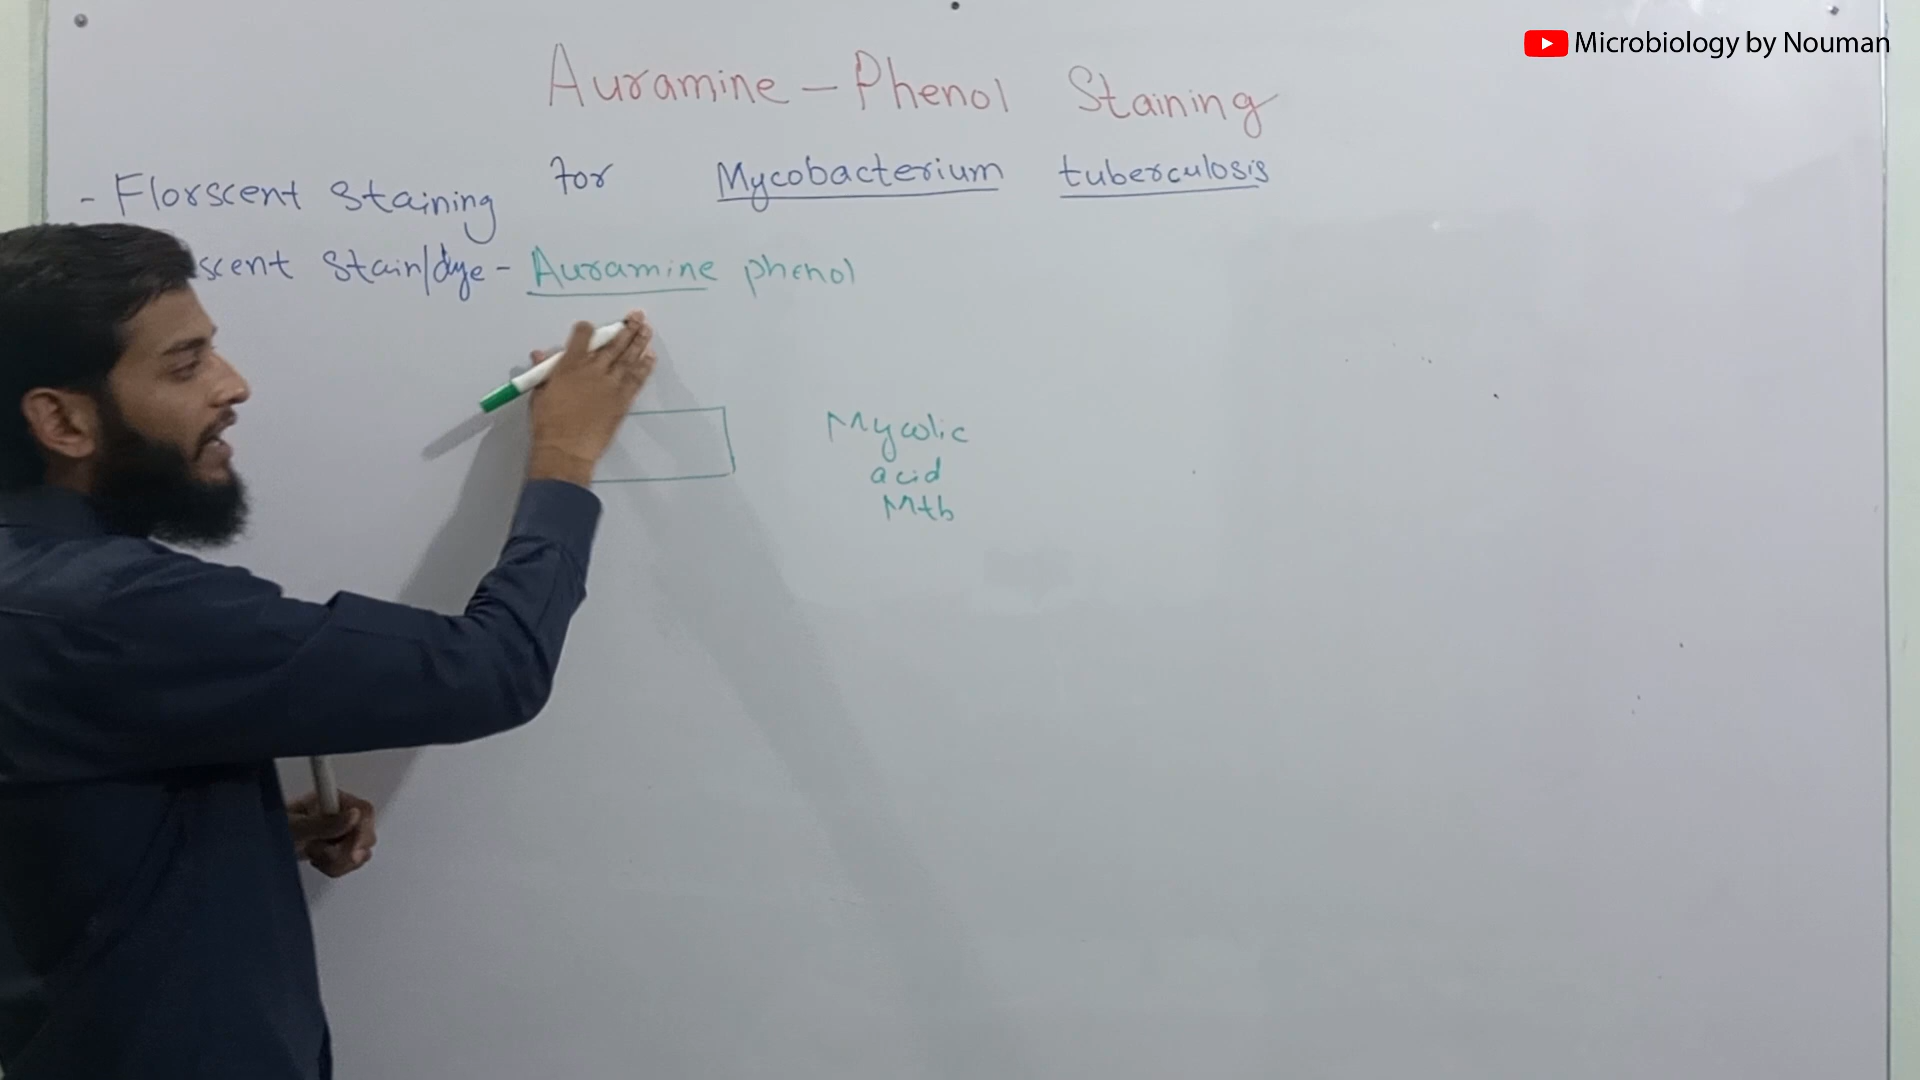 Microbiology by Nouman
Auramine - Phenol Staining
for Mycobacterium tuberculosis
- Florscent Staining
scent Stain/dye - Auramine phenol
Mycolic
acid
Mtb